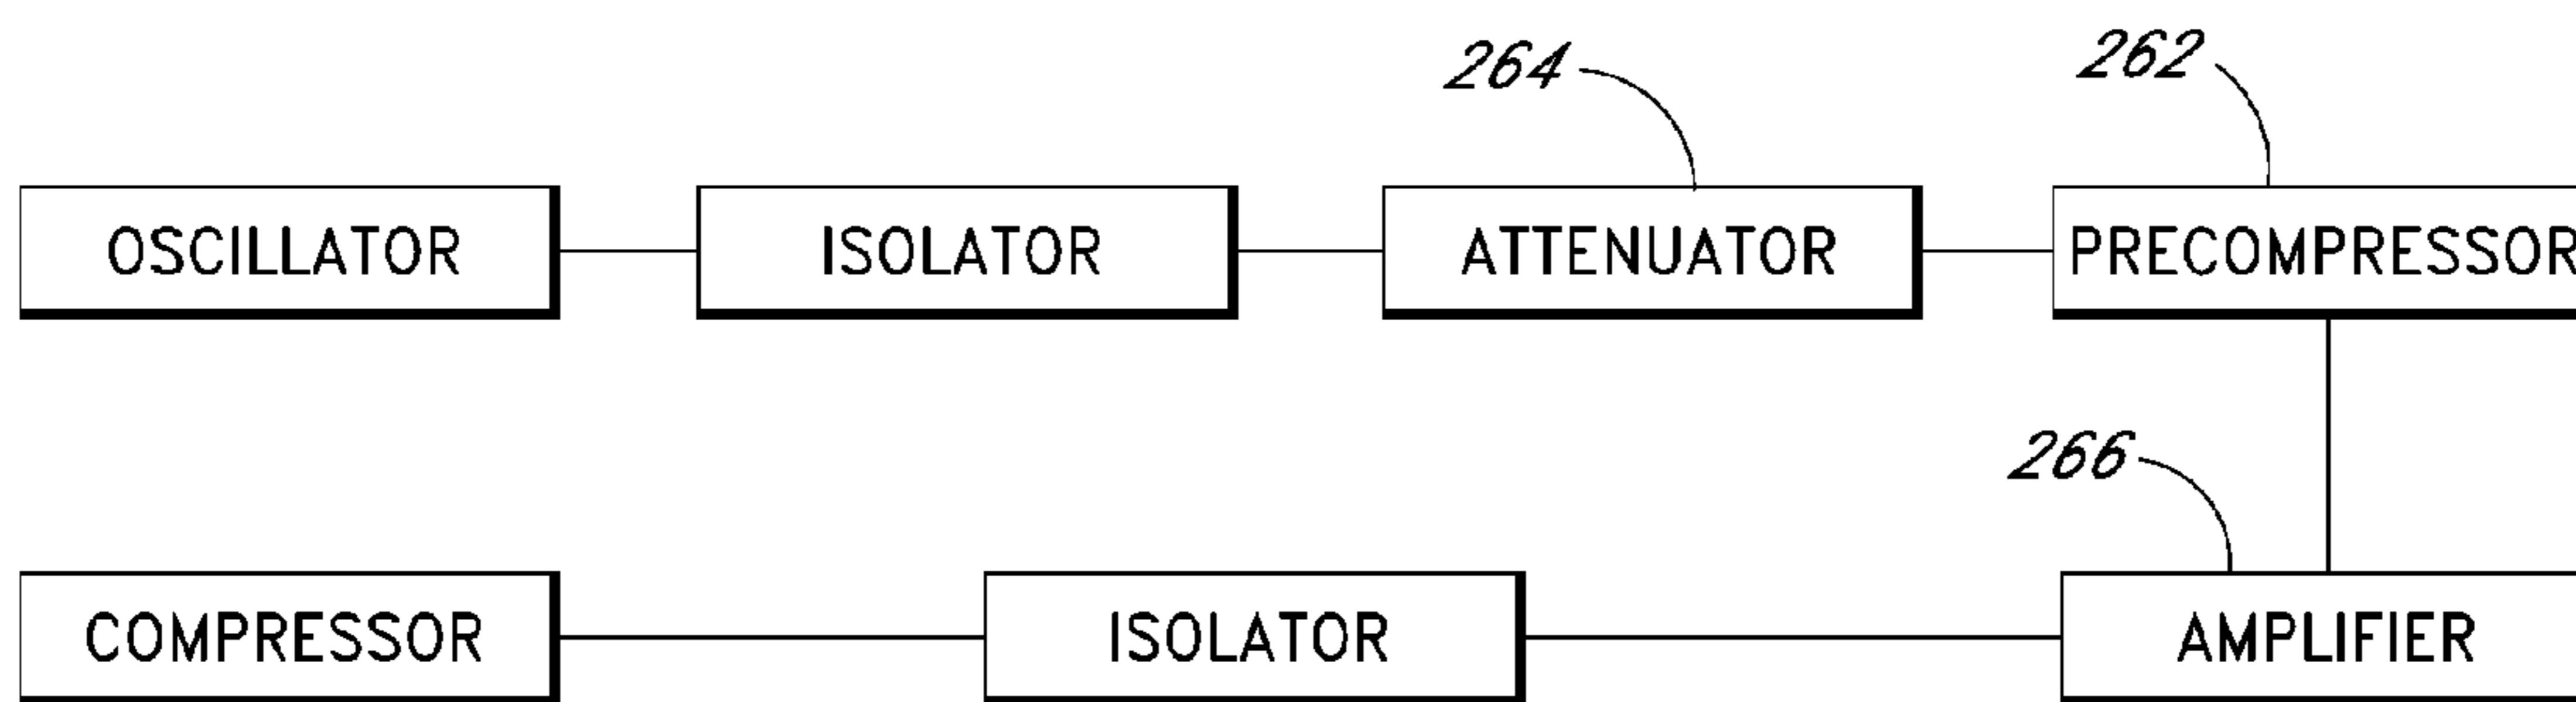 264
262
OSCILLATOR
ISOLATOR
ATTENUATOR
PRECOMPRESSOR
266
COMPRESSOR
ISOLATOR
AMPLIFIER